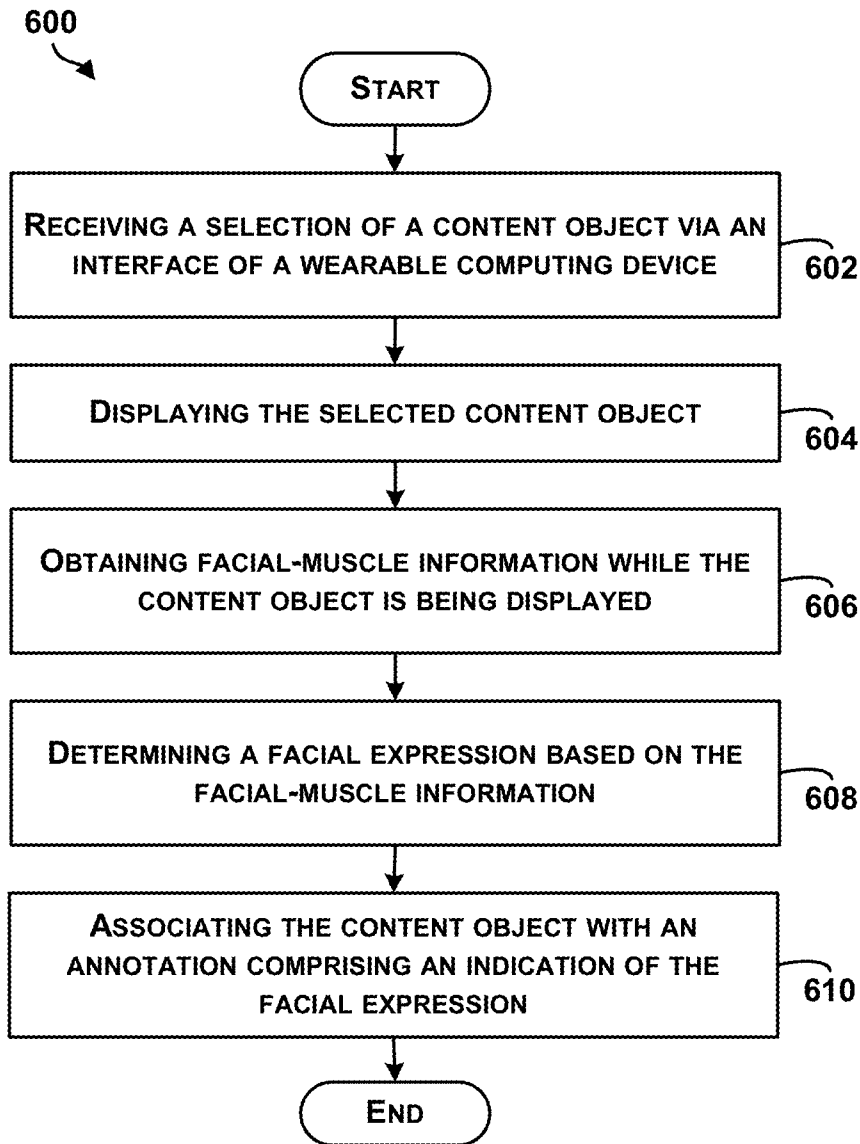 600
START
RECEIVING A SELECTION OF A CONTENT OBJECT VIA AN
INTERFACE OF A WEARABLE COMPUTING DEVICE
602
DISPLAYING THE SELECTED CONTENT OBJECT
604
OBTAINING FACIAL-MUSCLE INFORMATION WHILE THE
CONTENT OBJECT IS BEING DISPLAYED
606
DETERMINING A FACIAL EXPRESSION BASED ON THE
FACIAL-MUSCLE INFORMATION
608
ASSOCIATING THE CONTENT OBJECT WITH AN
ANNOTATION COMPRISING AN INDICATION OF THE
FACIAL EXPRESSION
610
END